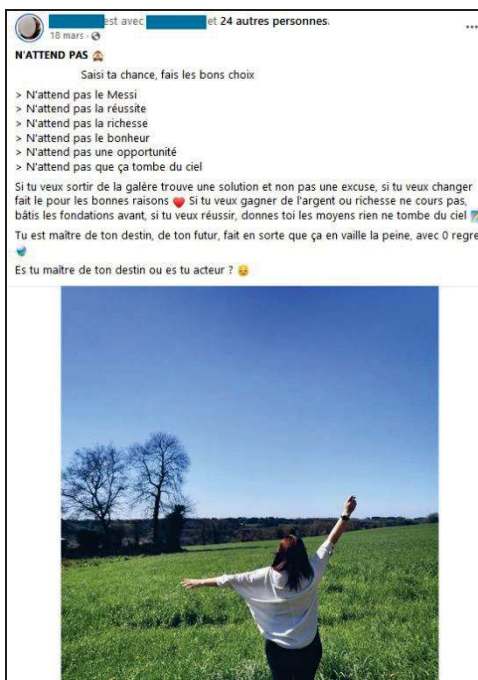 est avec et 24 autres personnes.
18 mars
N'ATTEND PAS
Saisi ta chance, fais les bons choix
> N'attend pas le Messi
> N'attend pas la réussite
> N'attend pas la richesse
> N'attend pas le bonheur
> N'attend pas une opportunité
> N'attend pas que ça tombe du ciel
Si tu veux sortir de la galère trouve une solution et non pas une excuse, si tu veux changer
fait le pour les bonnes raisons ❤️ Si tu veux gagner de l'argent ou richesse ne cours pas,
bâtis les fondations avant, si tu veux réussir, donnes toi les moyens rien ne tombe du ciel
Tu est maître de ton destin, de ton futur, fait en sorte que ça en vaille la peine, avec 0 regret
Es tu maître de ton destin ou es tu acteur ?